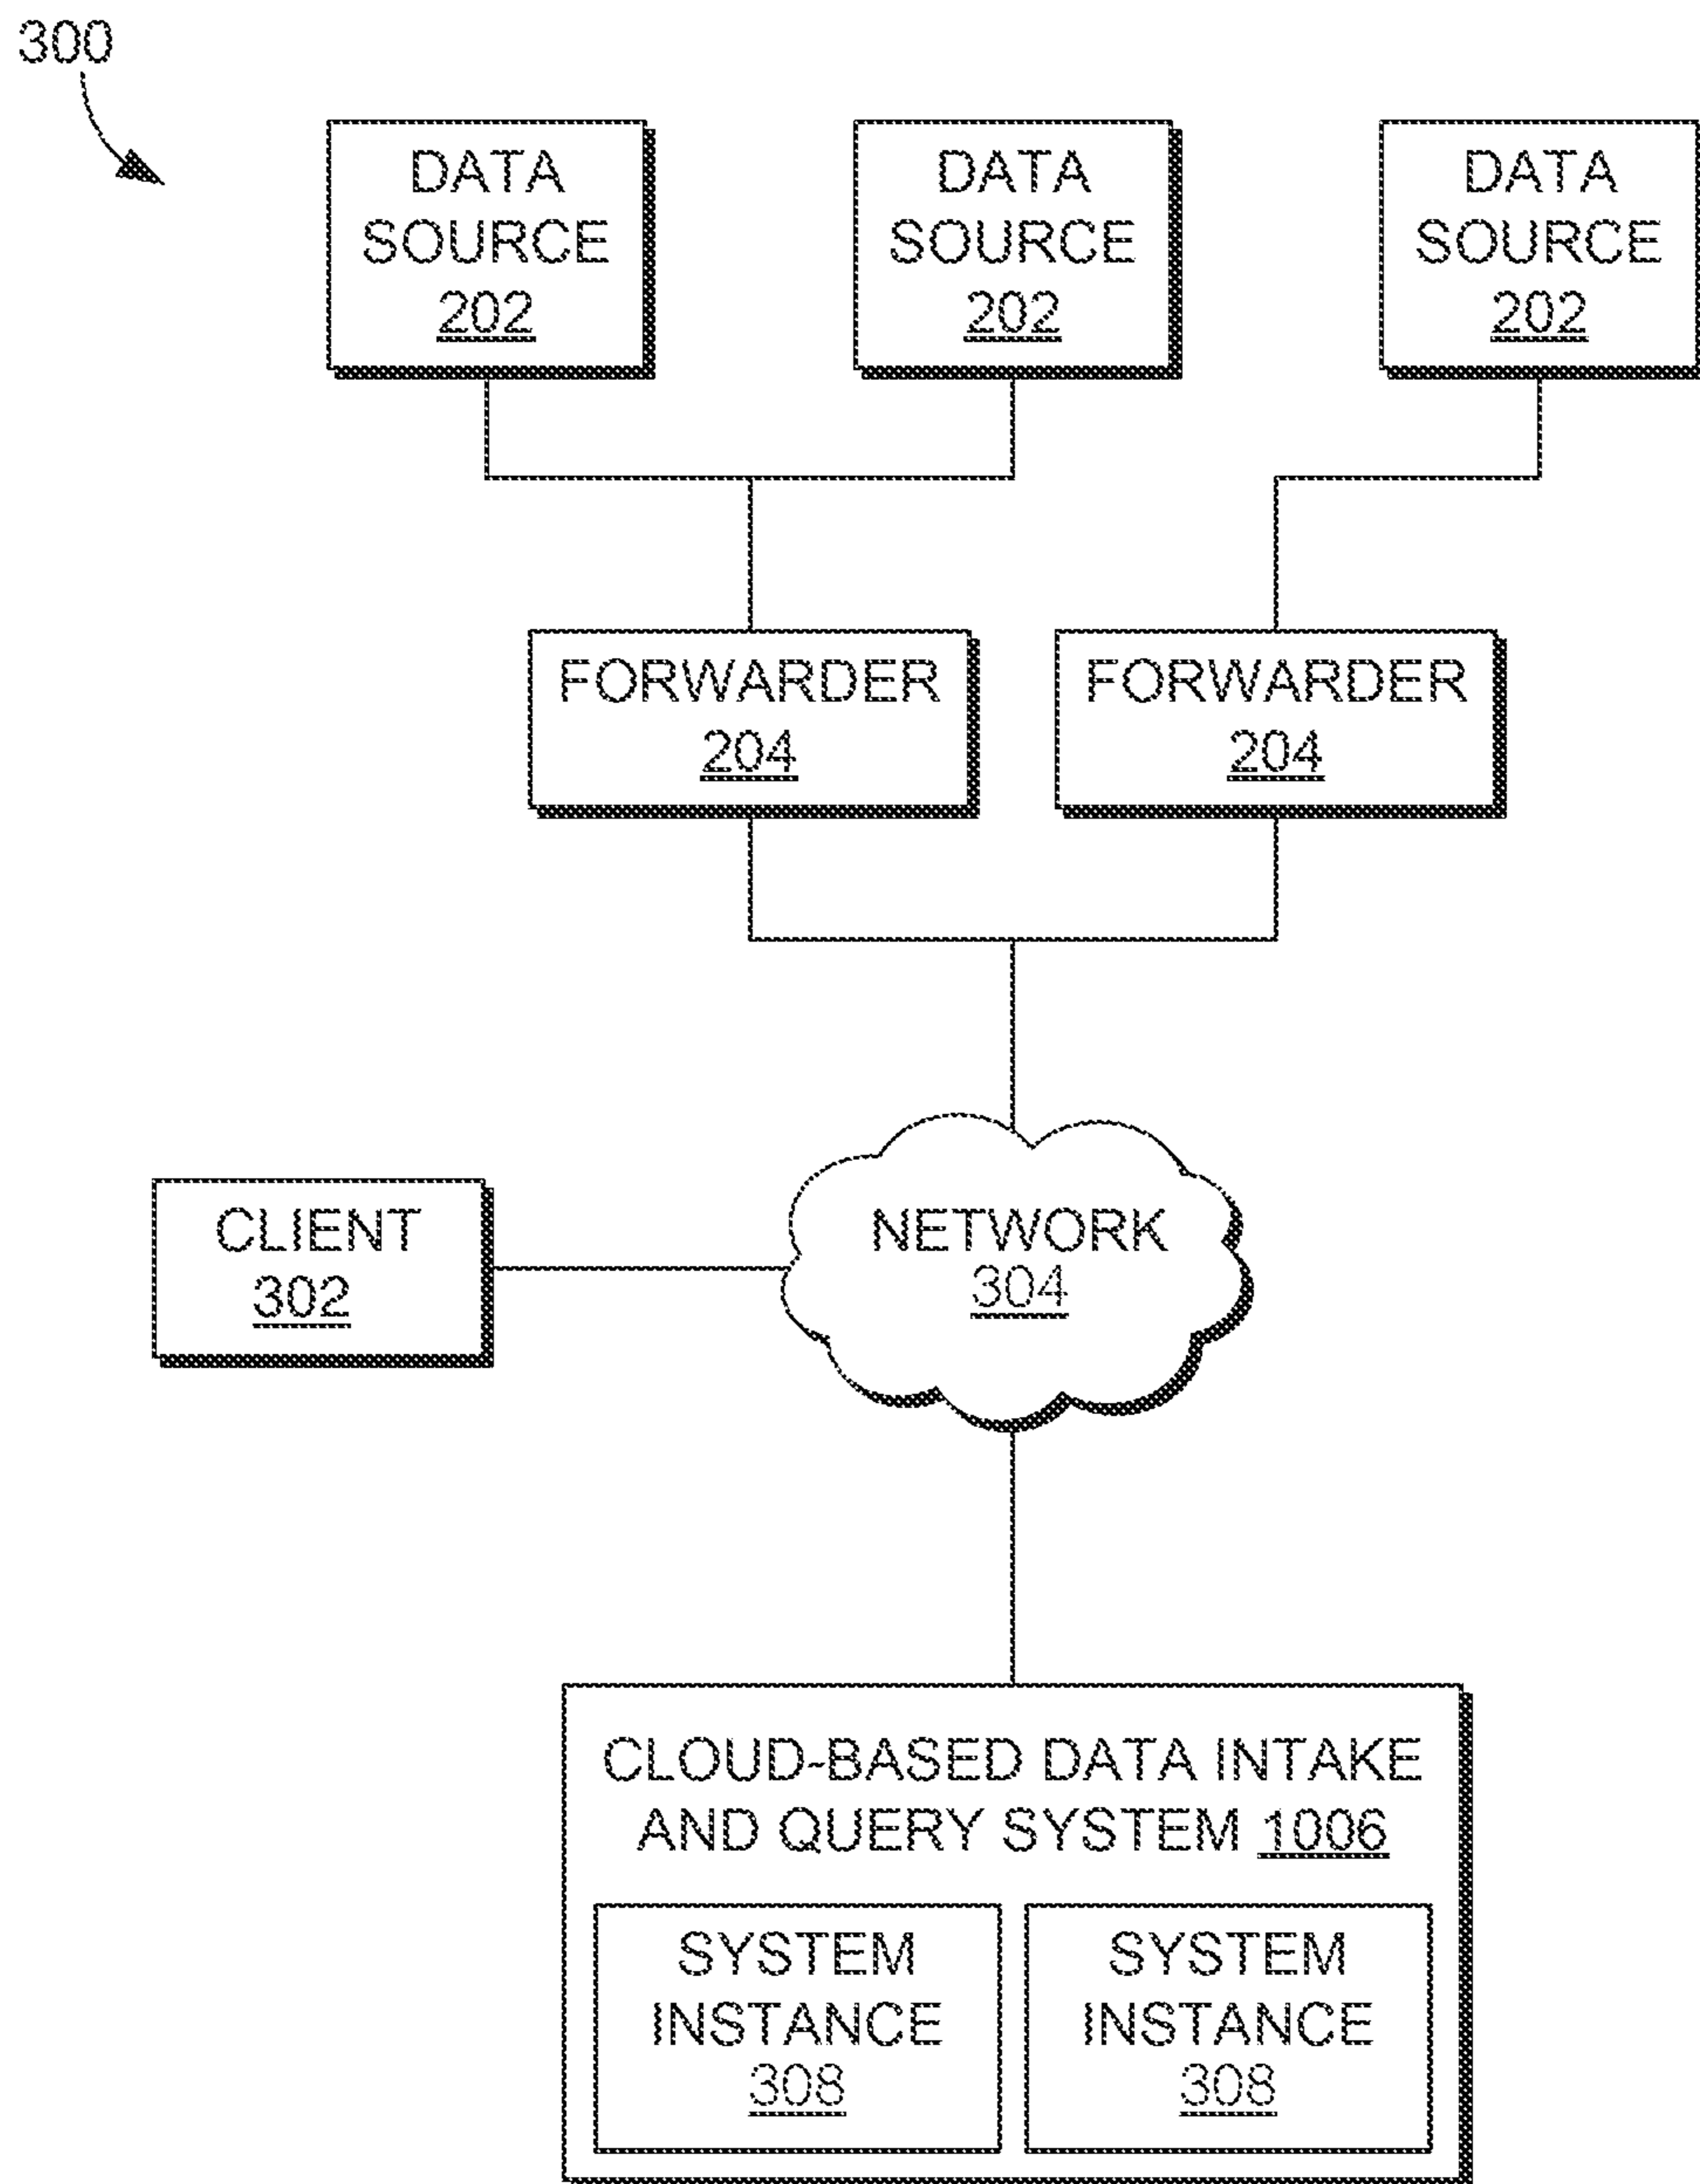 300
DATA
SOURCE
202
DATA
SOURCE
202
DATA
SOURCE
202
FORWARDER
204
FORWARDER
204
CLIENT
302
NETWORK
304
CLOUD-BASED DATA INTAKE
AND QUERY SYSTEM 1006
SYSTEM
INSTANCE
308
SYSTEM
INSTANCE
308